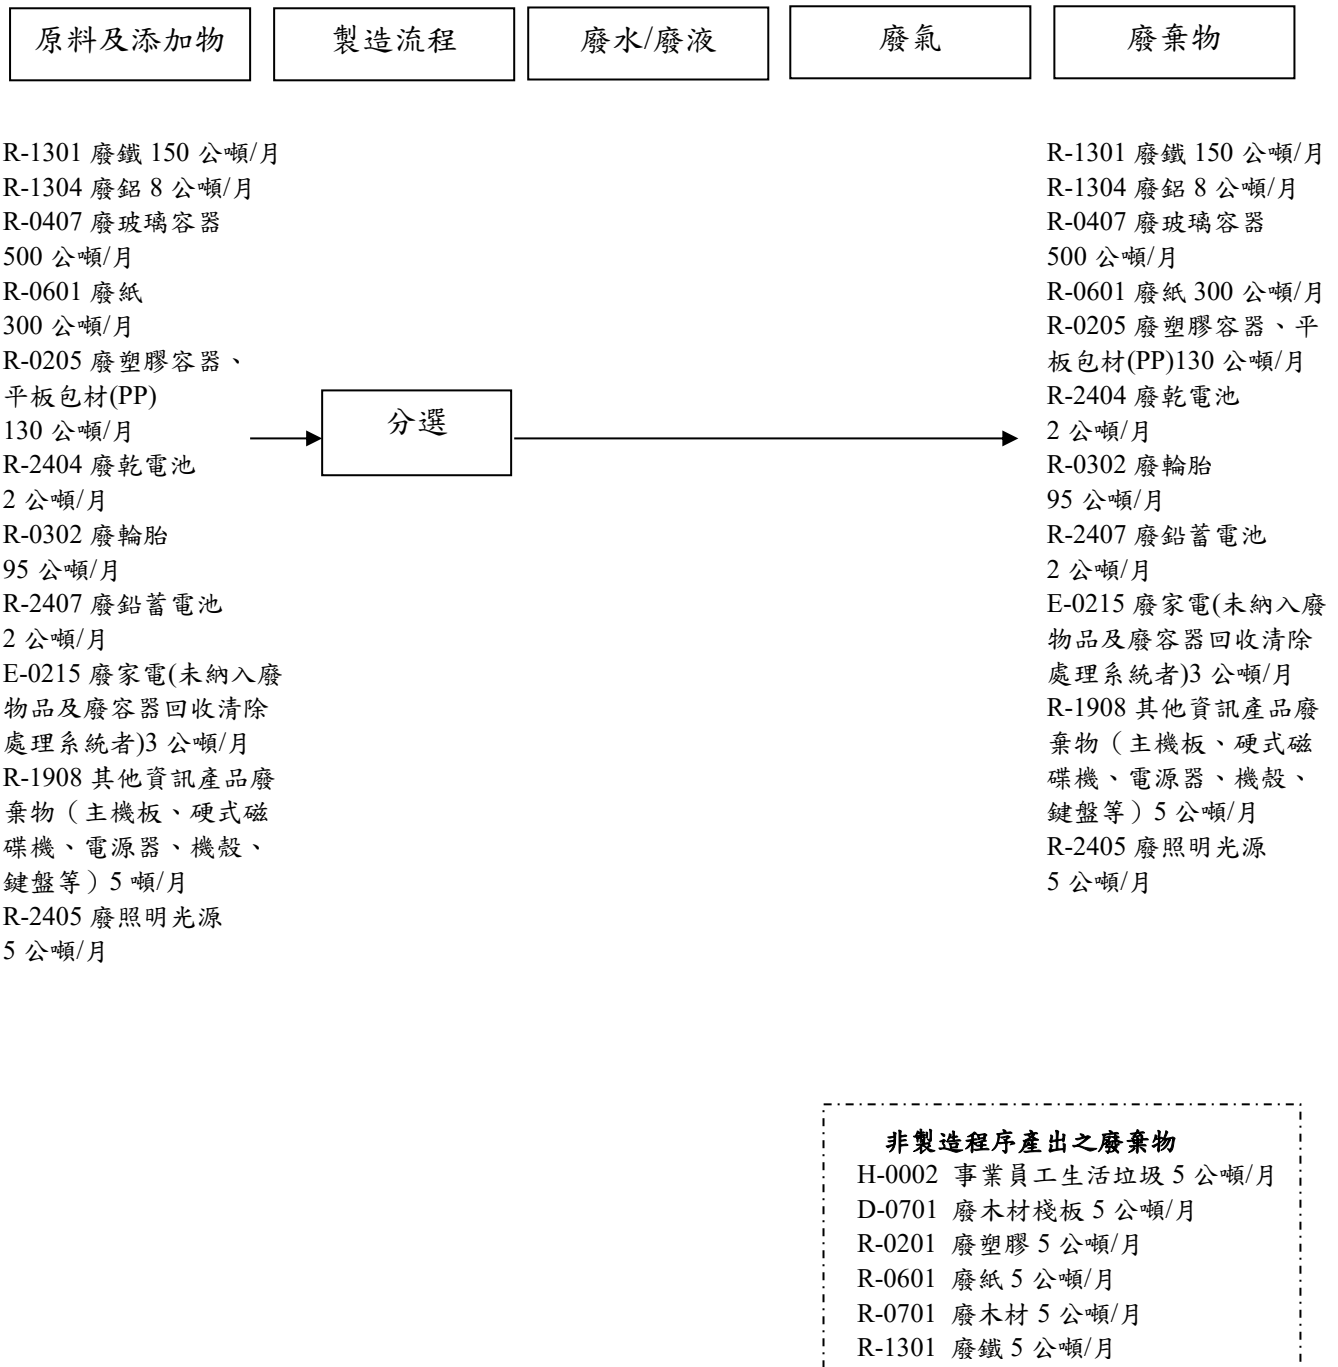 原料及添加物
製造流程
廢水/廢液
廢氣
廢棄物
R-1301 廢鐵 150 公噸/月
R-1304 廢鋁 8 公噸/月
R-0407 廢玻璃容器
500 公噸/月
R-0601 廢紙
300 公噸/月
R-0205 廢塑膠容器、
平板包材(PP)
130 公噸/月
R-2404 廢乾電池
2 公噸/月
R-0302 廢輪胎
95 公噸/月
R-2407 廢鉛蓄電池
2 公噸/月
E-0215 廢家電(未納入廢
物品及廢容器回收清除
處理系統者)3 公噸/月
R-1908 其他資訊產品廢
棄物（主機板、硬式磁
碟機、電源器、機殼、
鍵盤等）5 噸/月
R-2405 廢照明光源
5 公噸/月
分選
R-1301 廢鐵 150 公噸/月
R-1304 廢鋁 8 公噸/月
R-0407 廢玻璃容器
500 公噸/月
R-0601 廢紙 300 公噸/月
R-0205 廢塑膠容器、平
板包材(PP)130 公噸/月
R-2404 廢乾電池
2 公噸/月
R-0302 廢輪胎
95 公噸/月
R-2407 廢鉛蓄電池
2 公噸/月
E-0215 廢家電(未納入廢
物品及廢容器回收清除
處理系統者)3 公噸/月
R-1908 其他資訊產品廢
棄物（主機板、硬式磁
碟機、電源器、機殼、
鍵盤等）5 公噸/月
R-2405 廢照明光源
5 公噸/月
非製造程序產出之廢棄物
H-0002 事業員工生活垃圾 5 公噸/月
D-0701 廢木材棧板 5 公噸/月
R-0201 廢塑膠 5 公噸/月
R-0601 廢紙 5 公噸/月
R-0701 廢木材 5 公噸/月
R-1301 廢鐵 5 公噸/月